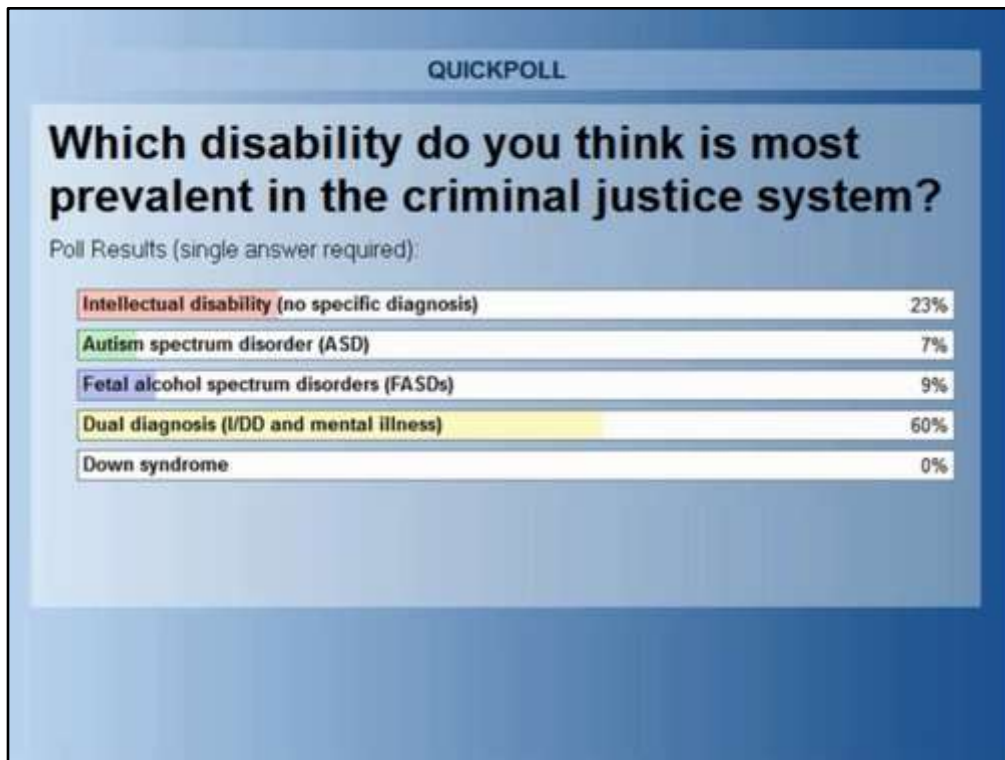 QUICKPOLL
Which disability do you think is most
prevalent in the criminal justice system?
Poll Results (single answer required):
Intellectual disability (no specific diagnosis) 23%
Autism spectrum disorder (ASD) 7%
Fetal alcohol spectrum disorders (FASDs) 9%
Dual diagnosis (I/DD and mental illness) 60%
Down syndrome 0%